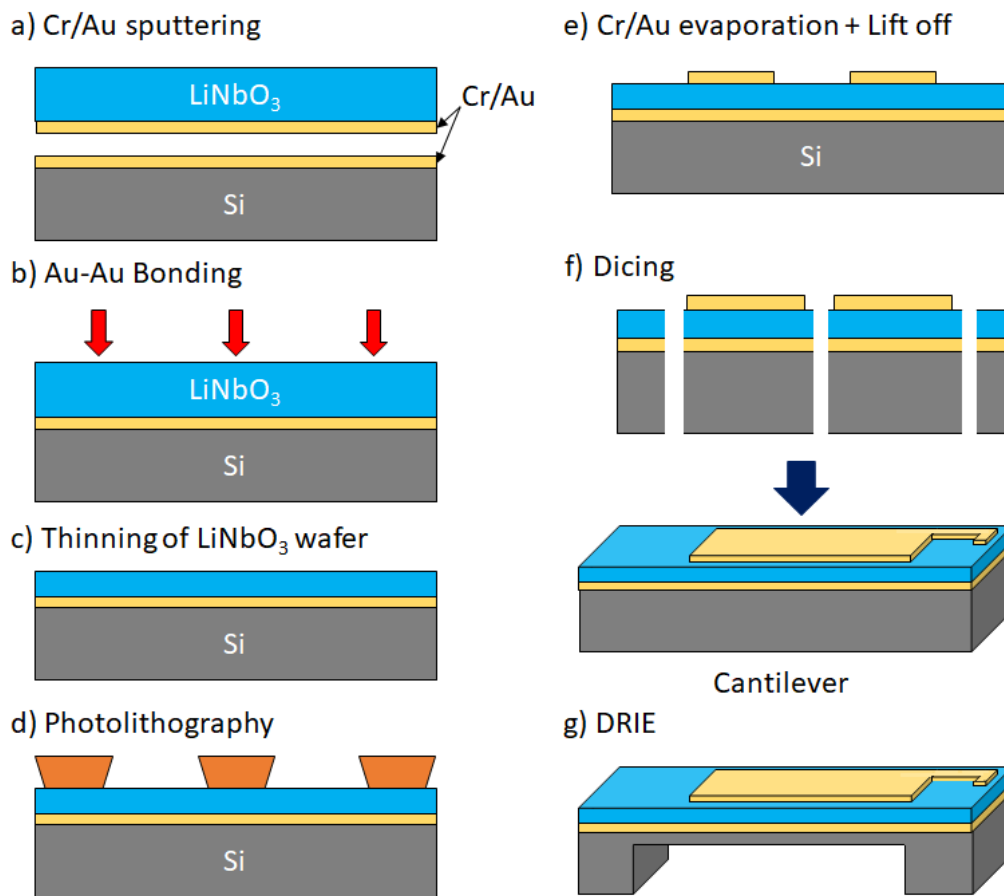 a) Cr/Au sputtering
LiNbO₃
Cr/Au
Si
b) Au-Au Bonding
LiNbO₃
Si
c) Thinning of LiNbO₃ wafer
Si
d) Photolithography
Si
e) Cr/Au evaporation + Lift off
Si
f) Dicing
Cantilever
g) DRIE